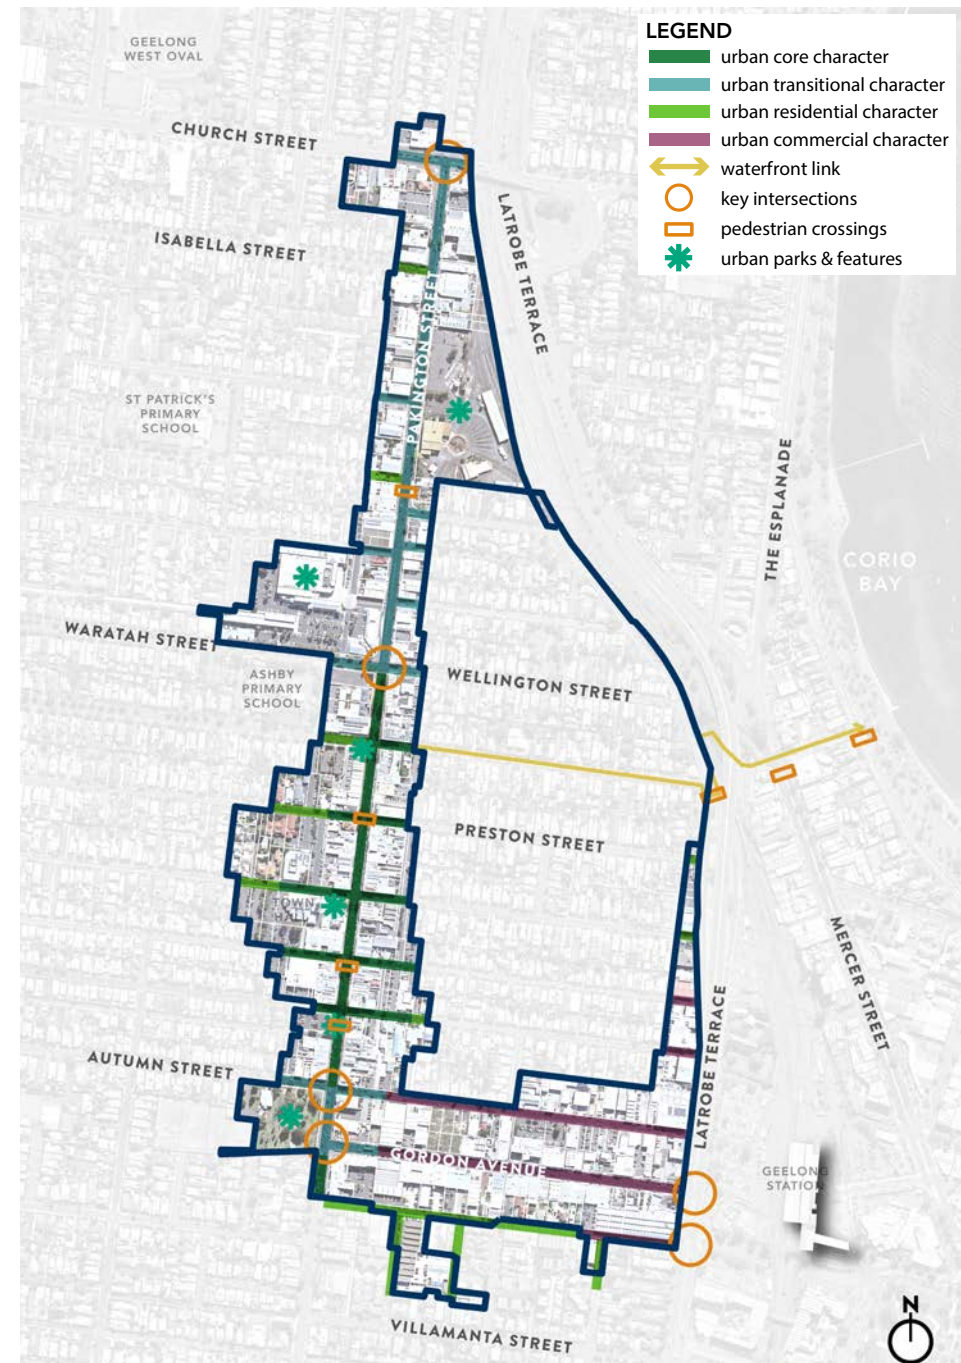 LEGEND
urban core character
urban transitional character
urban residential character
urban commercial character
waterfront link
key intersections
pedestrian crossings
urban parks & features
GEELONG
WEST OVAL
CHURCH STREET
ISABELLA STREET
LATROBE TERRACE
PAKINGTON STREET
ST PATRICK'S
PRIMARY
SCHOOL
THE ESPLANADE
CORIO
BAY
WARATAH STREET
ASHBY
PRIMARY
SCHOOL
WELLINGTON STREET
PRESTON STREET
TOWN
HALL
MERCER STREET
LATROBE TERRACE
AUTUMN STREET
GORDON AVENUE
GEELONG
STATION
VILLAMANTA STREET
N